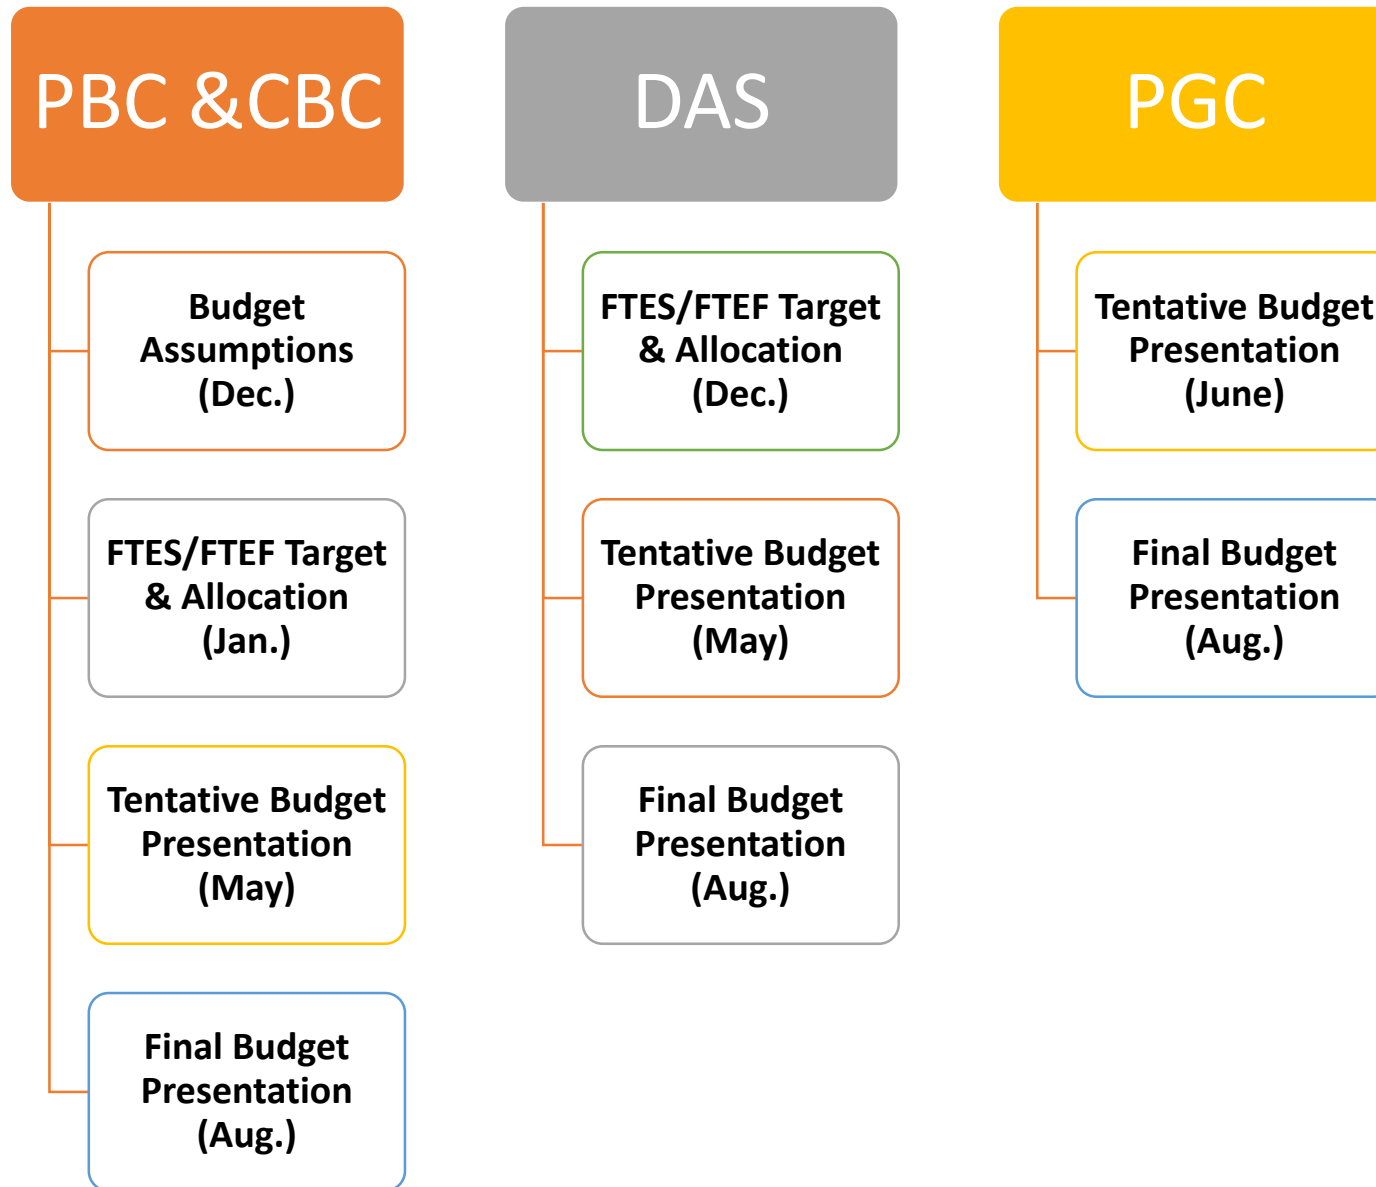 PBC &CBC
Budget
Assumptions
(Dec.)
FTES/FTEF Target
& Allocation
(Jan.)
Tentative Budget
Presentation
(May)
Final Budget
Presentation
(Aug.)
DAS
FTES/FTEF Target
& Allocation
(Dec.)
Tentative Budget
Presentation
(May)
Final Budget
Presentation
(Aug.)
PGC
Tentative Budget
Presentation
(June)
Final Budget
Presentation
(Aug.)